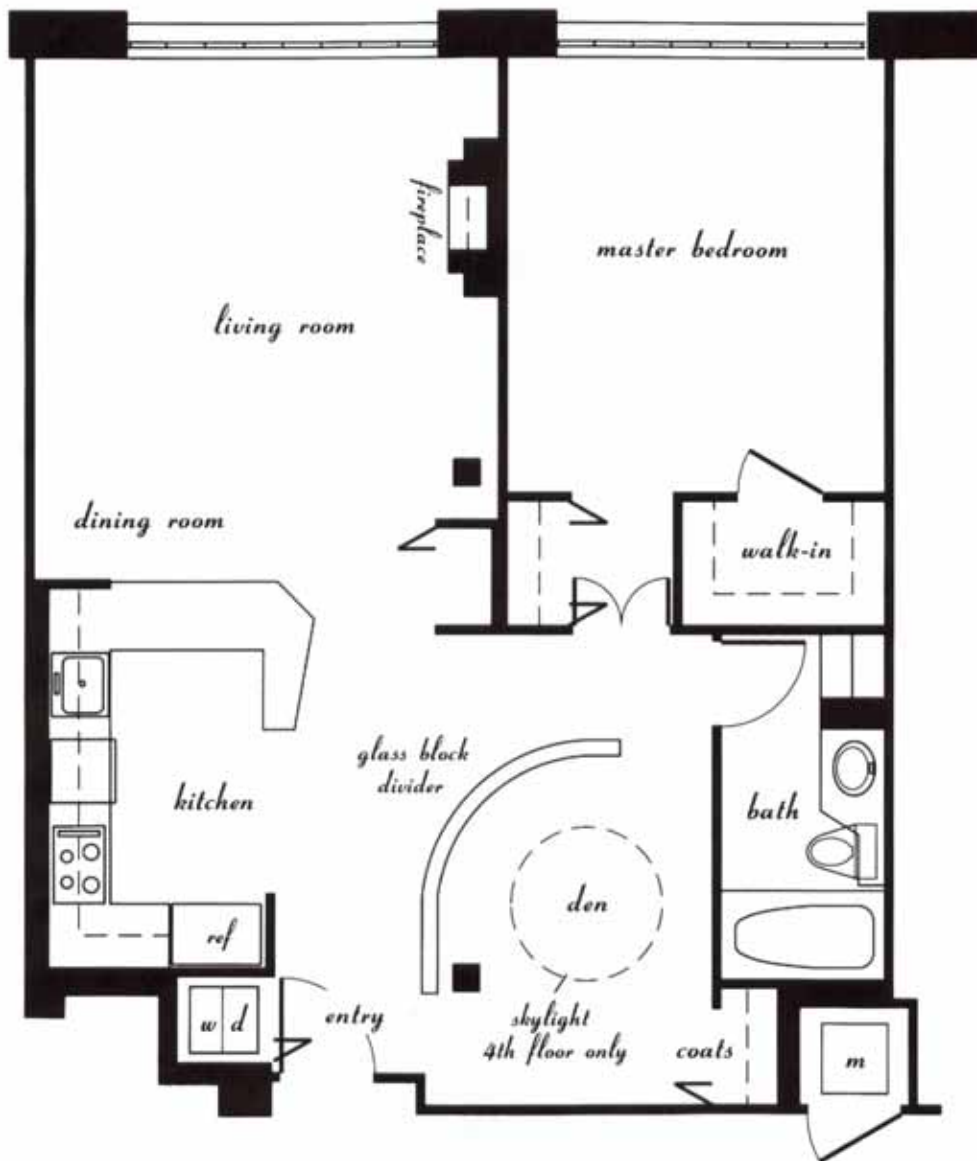 fireplace
master bedroom
living room
dining room
walk-in
glass block
divider
kitchen
bath
den
ref
w d
entry
skylight
4th floor only
coats
m